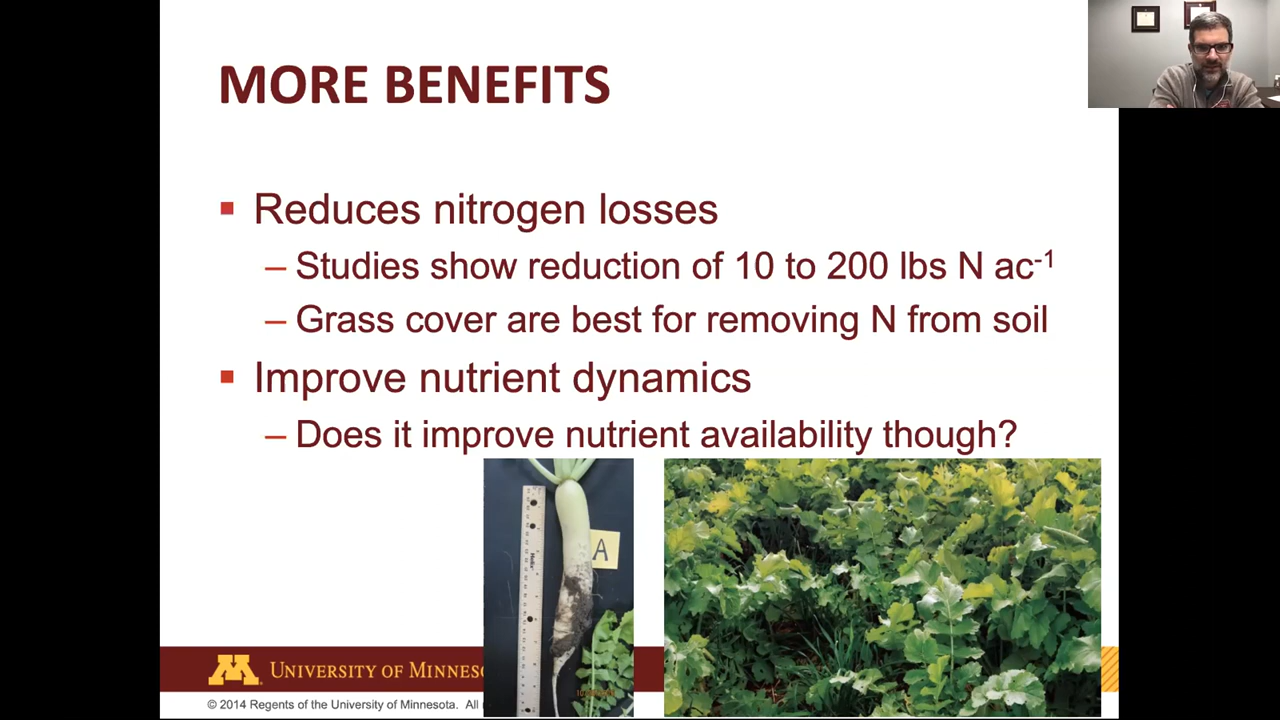 MORE BENEFITS
▪ Reduces nitrogen losses
– Studies show reduction of 10 to 200 lbs N ac⁻¹
– Grass cover are best for removing N from soil
▪ Improve nutrient dynamics
– Does it improve nutrient availability though?
A
M UNIVERSITY OF MINNES
© 2014 Regents of the University of Minnesota. All